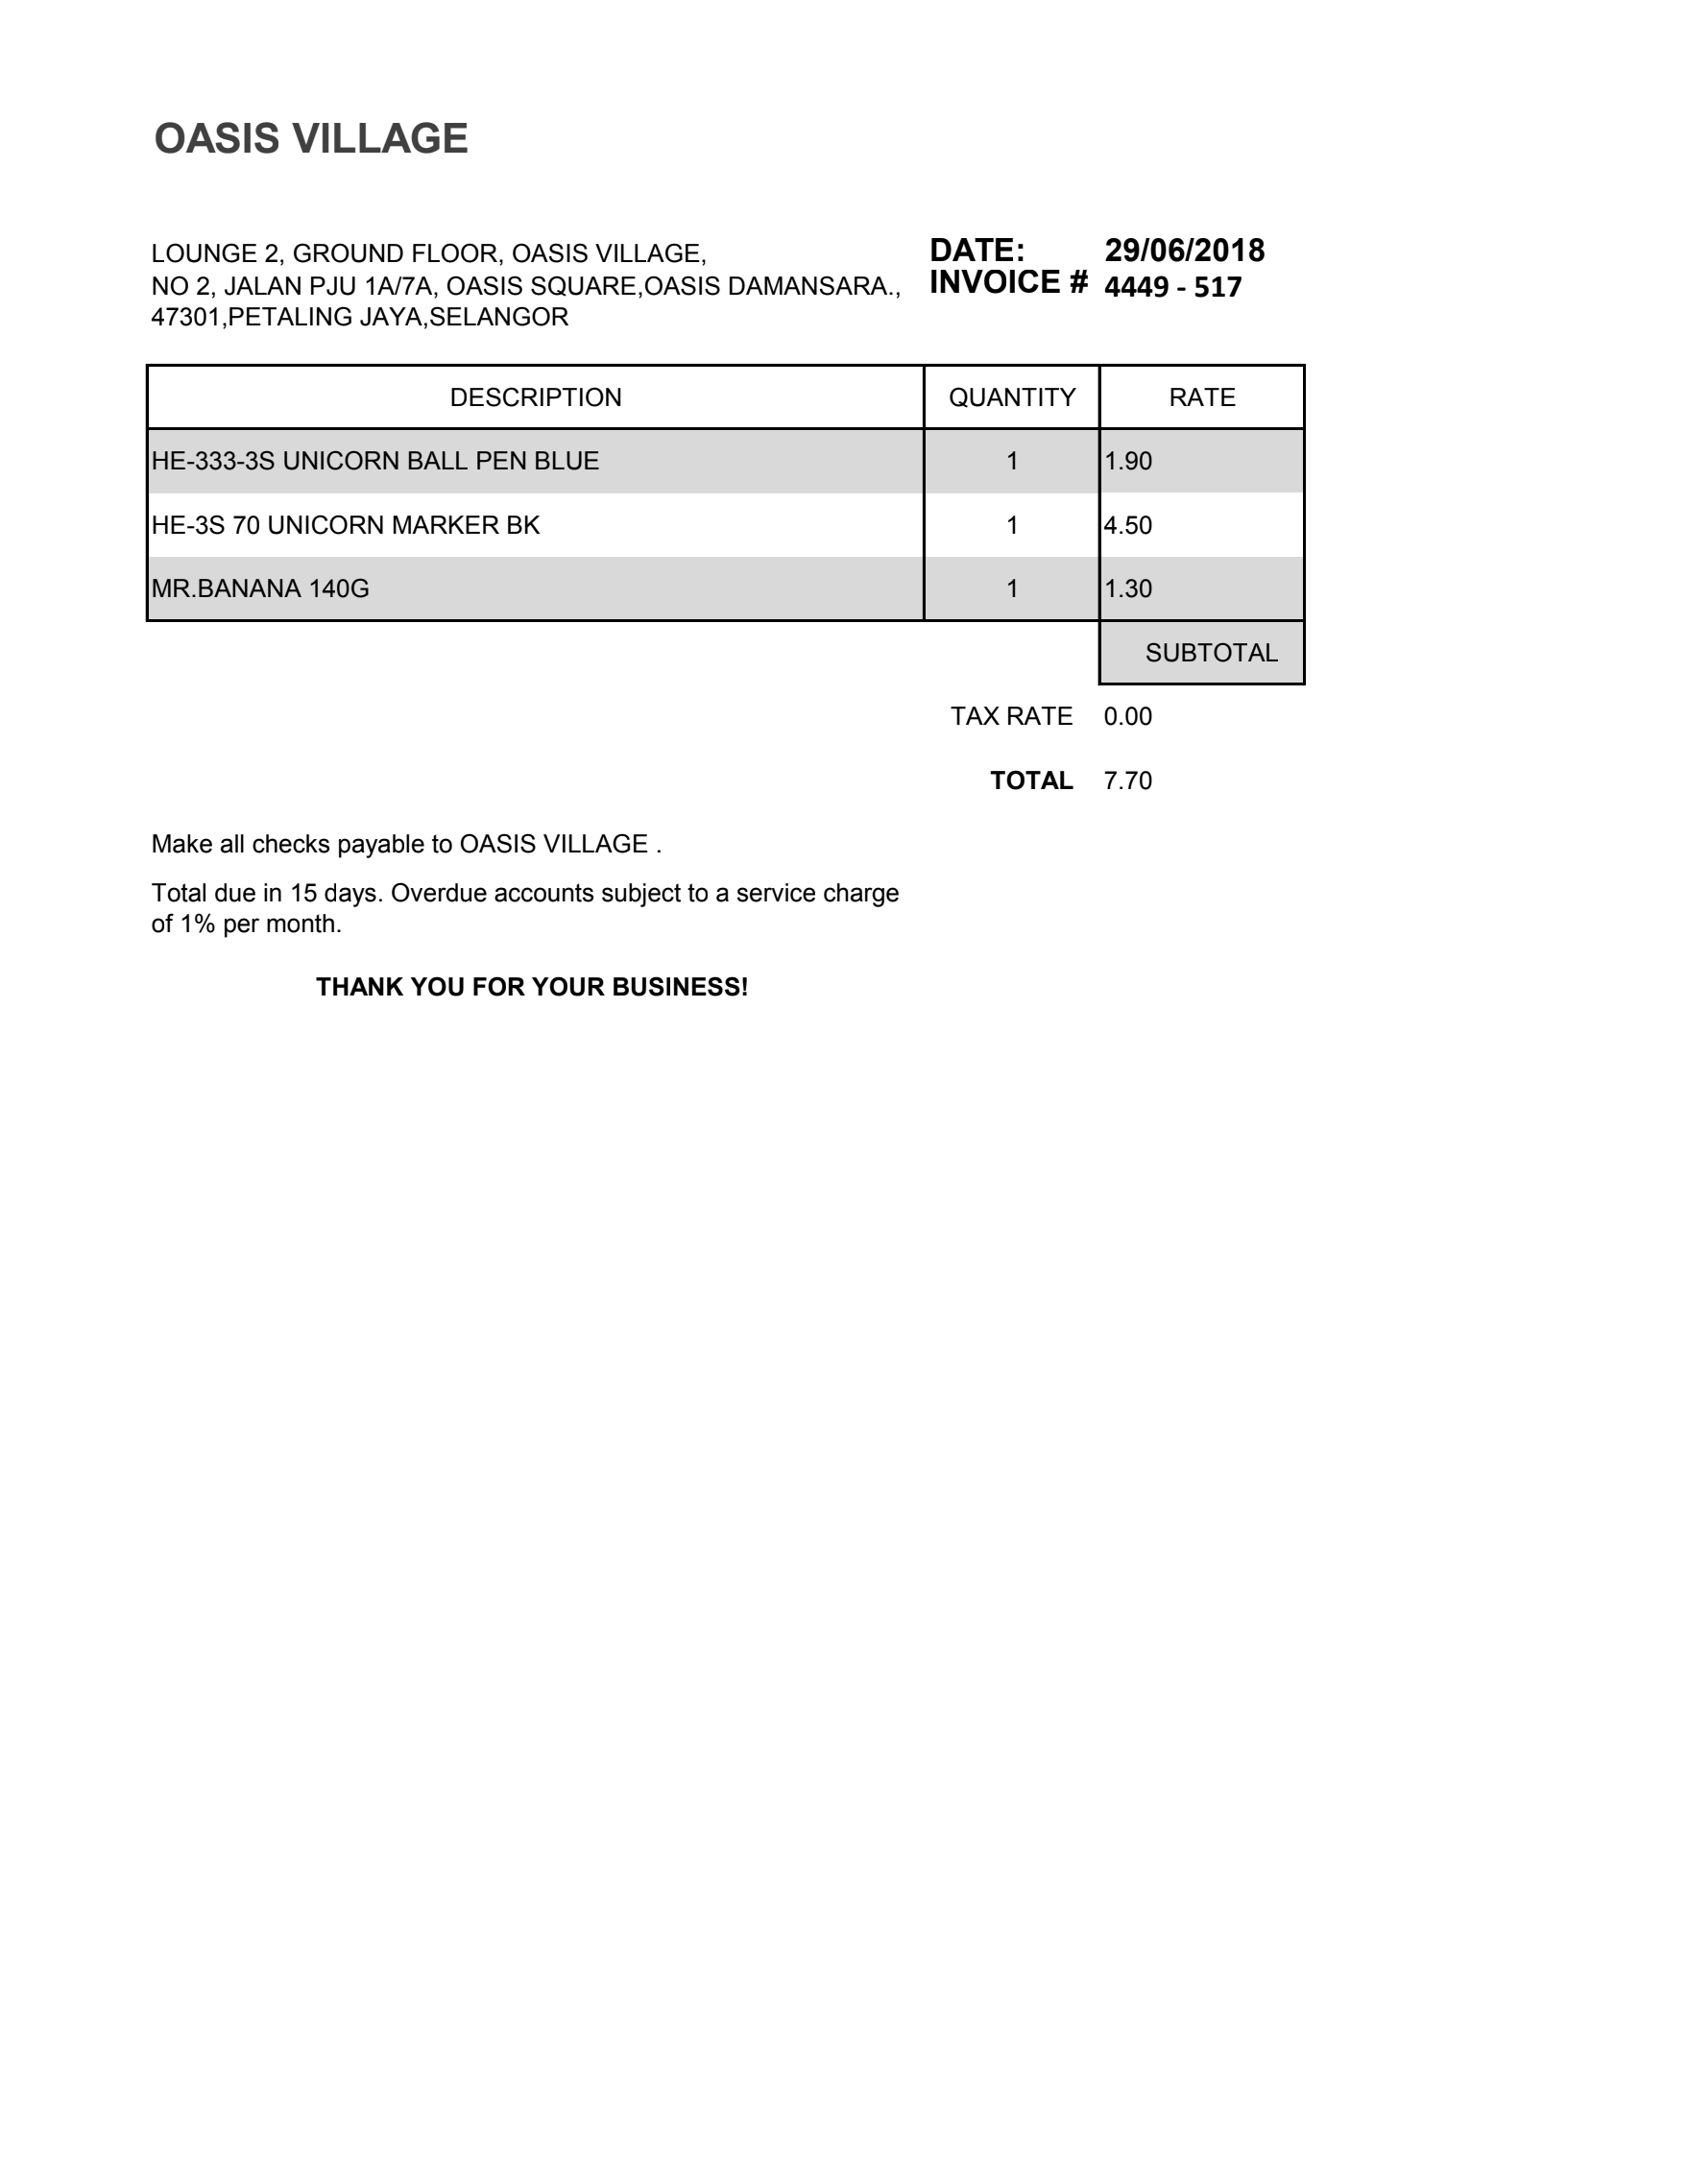 OASIS VILLAGE
LOUNGE 2, GROUND FLOOR, OASIS VILLAGE,
NO 2, JALAN PJU 1A/7A, OASIS SQUARE,OASIS DAMANSARA.,
47301,PETALING JAYA,SELANGOR
DATE: 29/06/2018
INVOICE # 4449 - 517
DESCRIPTION QUANTITY RATE
HE-333-3S UNICORN BALL PEN BLUE 1 1.90
HE-3S 70 UNICORN MARKER BK 1 4.50
MR.BANANA 140G 1 1.30
SUBTOTAL
TAX RATE 0.00
TOTAL 7.70
Make all checks payable to OASIS VILLAGE .
Total due in 15 days. Overdue accounts subject to a service charge
of 1% per month.
THANK YOU FOR YOUR BUSINESS!